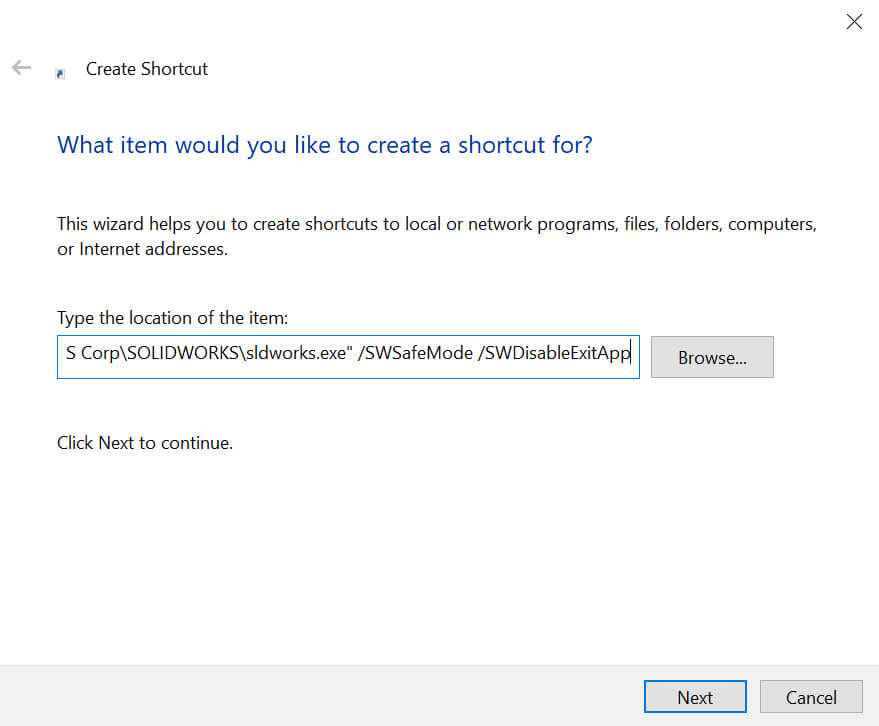 Create Shortcut
What item would you like to create a shortcut for?
This wizard helps you to create shortcuts to local or network programs, files, folders, computers,
or Internet addresses.
Type the location of the item:
S Corp\SOLIDWORKS\sldworks.exe" /SWSafeMode /SWDisableExitApp
Browse...
Click Next to continue.
Next
Cancel